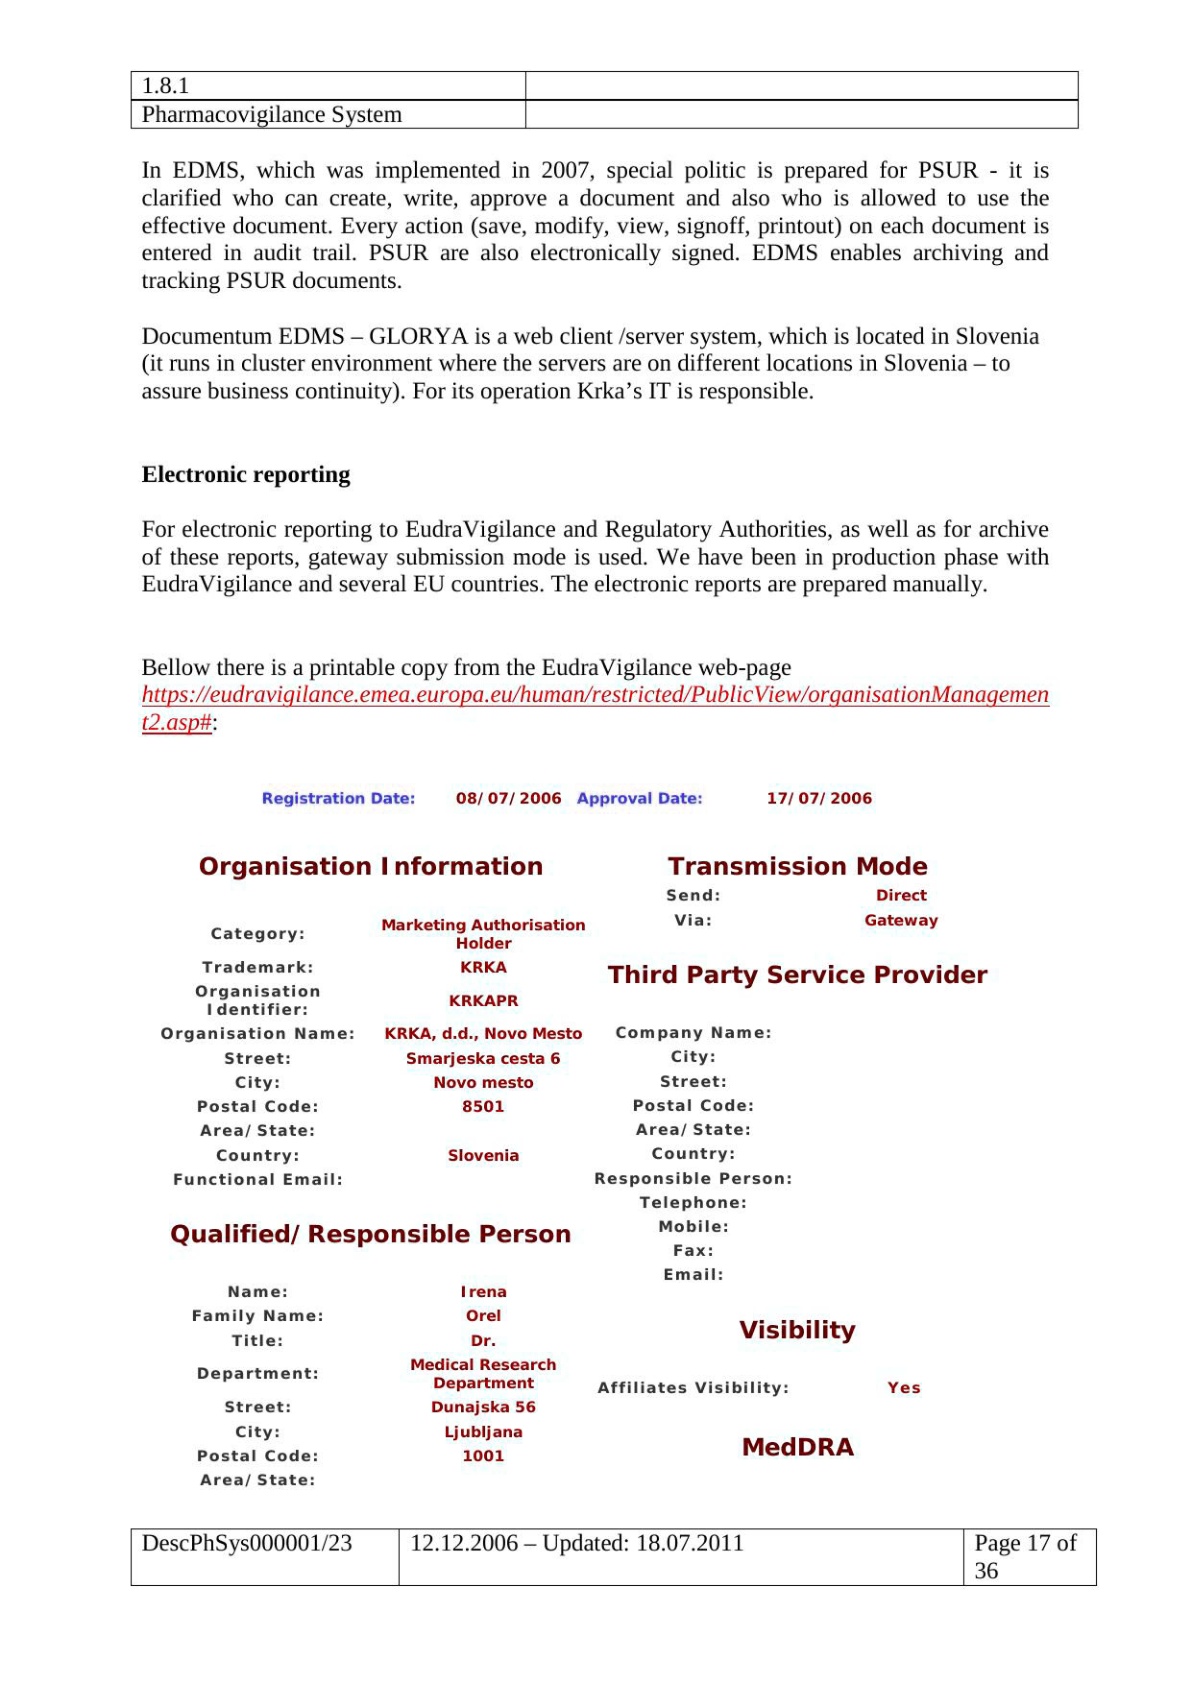 1.8.1
Pharmacovigilance System
In EDMS, which was implemented in 2007, special politic is prepared for PSUR - it is
clarified who can create, write, approve a document and also who is allowed to use the
effective document. Every action (save, modify, view, signoff, printout) on each document is
entered in audit trail. PSUR are also electronically signed. EDMS enables archiving and
tracking PSUR documents.
Documentum EDMS – GLORYA is a web client /server system, which is located in Slovenia
(it runs in cluster environment where the servers are on different locations in Slovenia – to
assure business continuity). For its operation Krka’s IT is responsible.
Electronic reporting
For electronic reporting to EudraVigilance and Regulatory Authorities, as well as for archive
of these reports, gateway submission mode is used. We have been in production phase with
EudraVigilance and several EU countries. The electronic reports are prepared manually.
Bellow there is a printable copy from the EudraVigilance web-page
https://eudravigilance.emea.europa.eu/human/restricted/PublicView/organisationManagemen
t2.asp#:
Registration Date: 08/07/2006 Approval Date: 17/07/2006
Organisation Information
Category: Marketing Authorisation
Holder
Trademark: KRKA
Organisation
Identifier: KRKAPR
Organisation Name: KRKA, d.d., Novo Mesto
Street: Smarjeska cesta 6
City: Novo mesto
Postal Code: 8501
Area/State:
Country: Slovenia
Functional Email:
Qualified/Responsible Person
Name: Irena
Family Name: Orel
Title: Dr.
Department: Medical Research
Department
Street: Dunajska 56
City: Ljubljana
Postal Code: 1001
Area/State:
Transmission Mode
Send: Direct
Via: Gateway
Third Party Service Provider
Company Name:
City:
Street:
Postal Code:
Area/State:
Country:
Responsible Person:
Telephone:
Mobile:
Fax:
Email:
Visibility
Affiliates Visibility: Yes
MedDRA
DescPhSys000001/23 12.12.2006 – Updated: 18.07.2011 Page 17 of
36